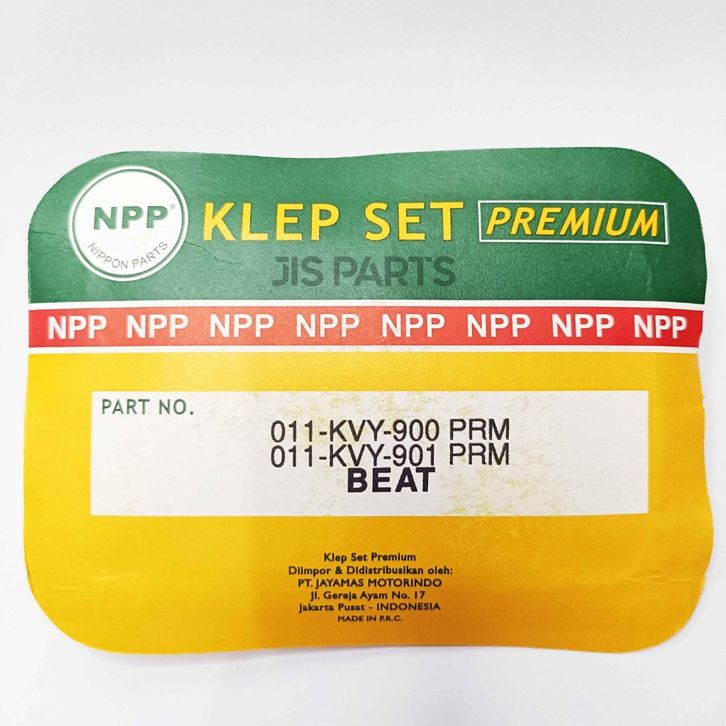 NPP®
NIPPON PARTS
KLEP SET PREMIUM
JIS PARTS
NPP NPP NPP NPP NPP NPP NPP NPP
PART NO.
011-KVY-900 PRM
011-KVY-901 PRM
BEAT
Klep Set Premium
Diimpor & Didistribusikan oleh:
PT. JAYAMAS MOTORINDO
Jl. Gereja Ayam No. 17
Jakarta Pusat - INDONESIA
MADE IN P.R.C.